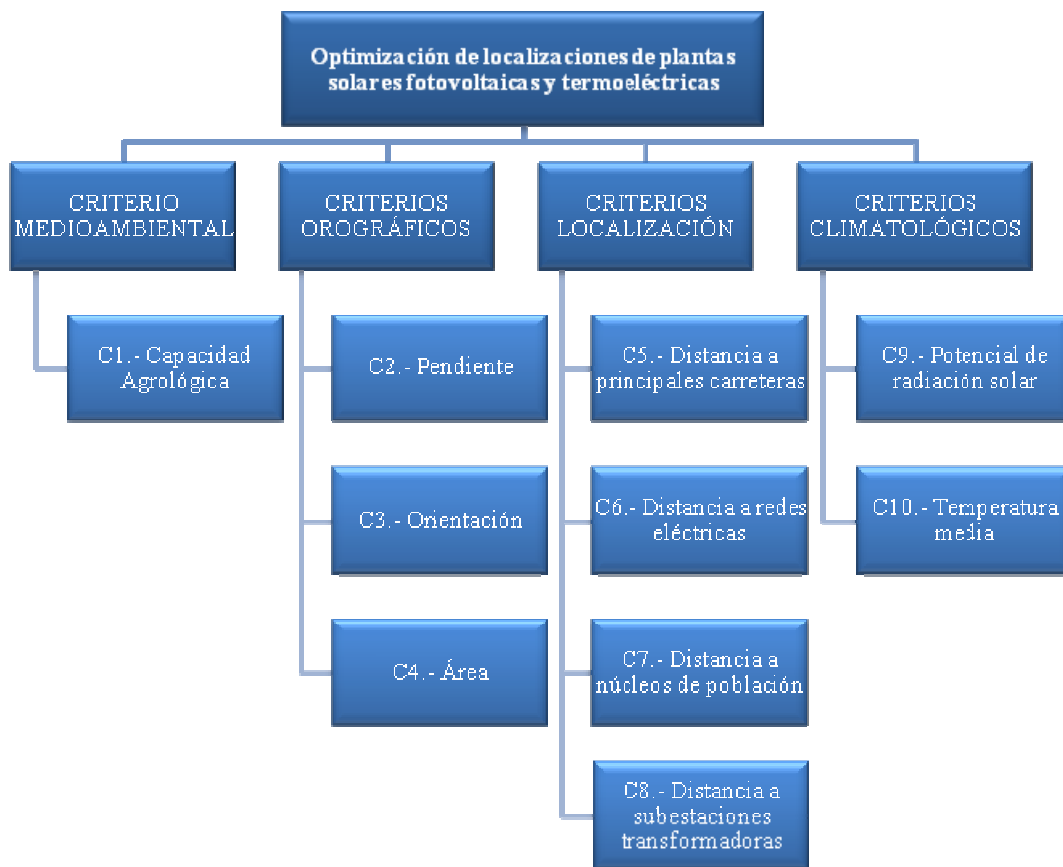 Optimización de localizaciones de plantas
solares fotovoltaicas y termoeléctricas
CRITERIO
MEDIOAMBIENTAL
CRITERIOS
OROGRÁFICOS
CRITERIOS
LOCALIZACIÓN
CRITERIOS
CLIMATOLÓGICOS
C1.- Capacidad
Agrológica
C2.- Pendiente
C3.- Orientación
C4.- Área
C5.- Distancia a
principales carreteras
C6.- Distancia a redes
eléctricas
C7.- Distancia a
núcleos de población
C8.- Distancia a
subestaciones
transformadoras
C9.- Potencial de
radiación solar
C10.- Temperatura
media